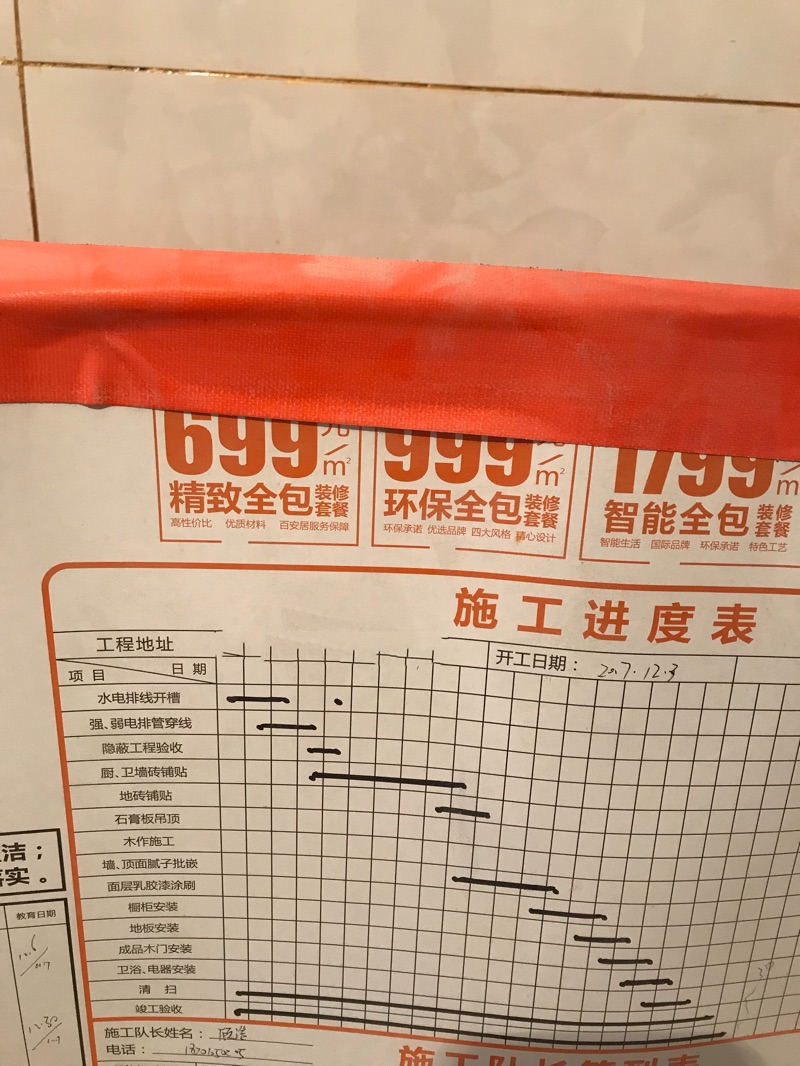 699元/m²
精致全包装修套餐
高性价比 优质材料 百安居服务保障
999元/m²
环保全包装修套餐
环保承诺 优选品牌 四大风格 精心设计
1799
m
智能全包装修套餐
智能生活 国际品牌 环保承诺 特色工艺
施工进度表
工程地址
开工日期: 2017.12.3
项目 日期
水电排线开槽
强、弱电排管穿线
隐蔽工程验收
厨、卫墙砖铺贴
地砖铺贴
石膏板吊顶
木作施工
墙、顶面腻子批嵌
面层乳胶漆涂刷
橱柜安装
地板安装
成品木门安装
卫浴、电器安装
清扫
竣工验收
洁;
实。
教育日期
施工队长姓名:
电话:
施工队长签到表